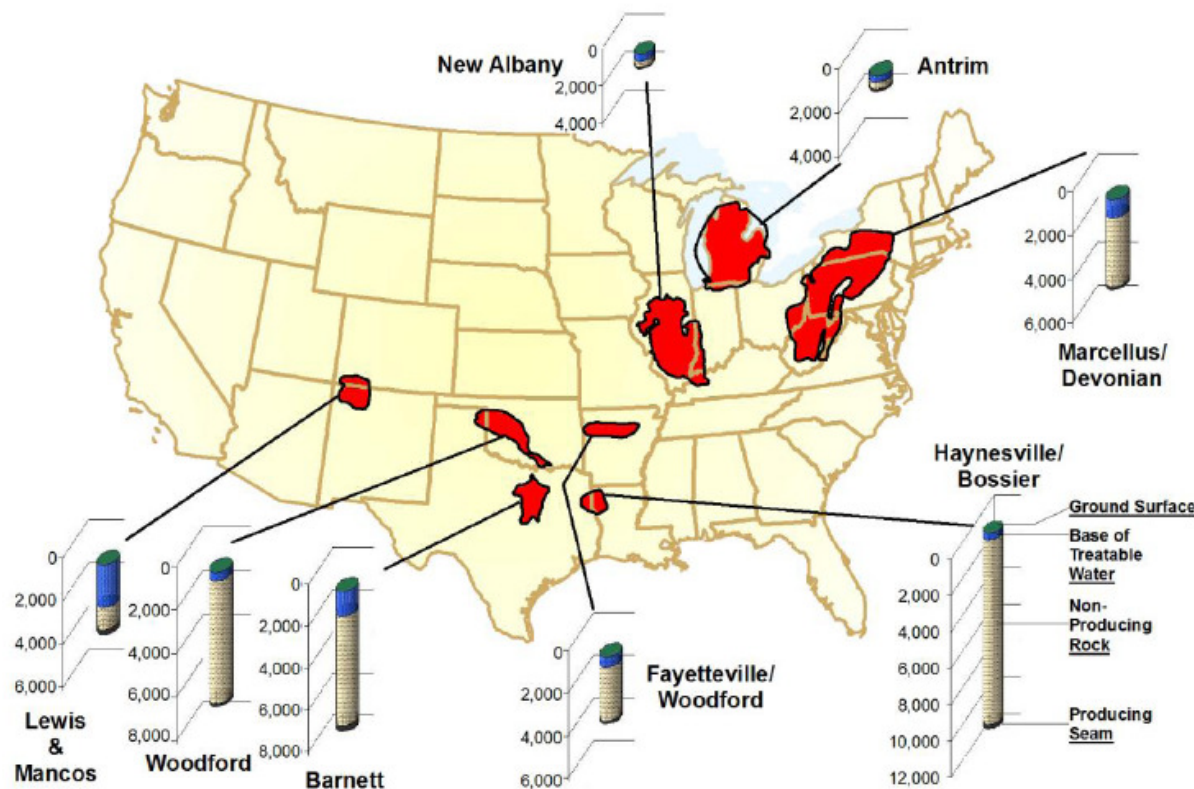 New Albany
0
2,000
4,000
Antrim
0
2,000
4,000
0
2,000
4,000
6,000
Marcellus/
Devonian
Haynesville/
Bossier
Ground Surface
Base of
Treatable
Water
Non-
Producing
Rock
Producing
Seam
0
2,000
4,000
6,000
8,000
10,000
12,000
0
2,000
4,000
6,000
Lewis
&
Mancos
0
2,000
4,000
6,000
8,000
Woodford
0
2,000
4,000
6,000
8,000
Barnett
0
2,000
4,000
6,000
Fayetteville/
Woodford